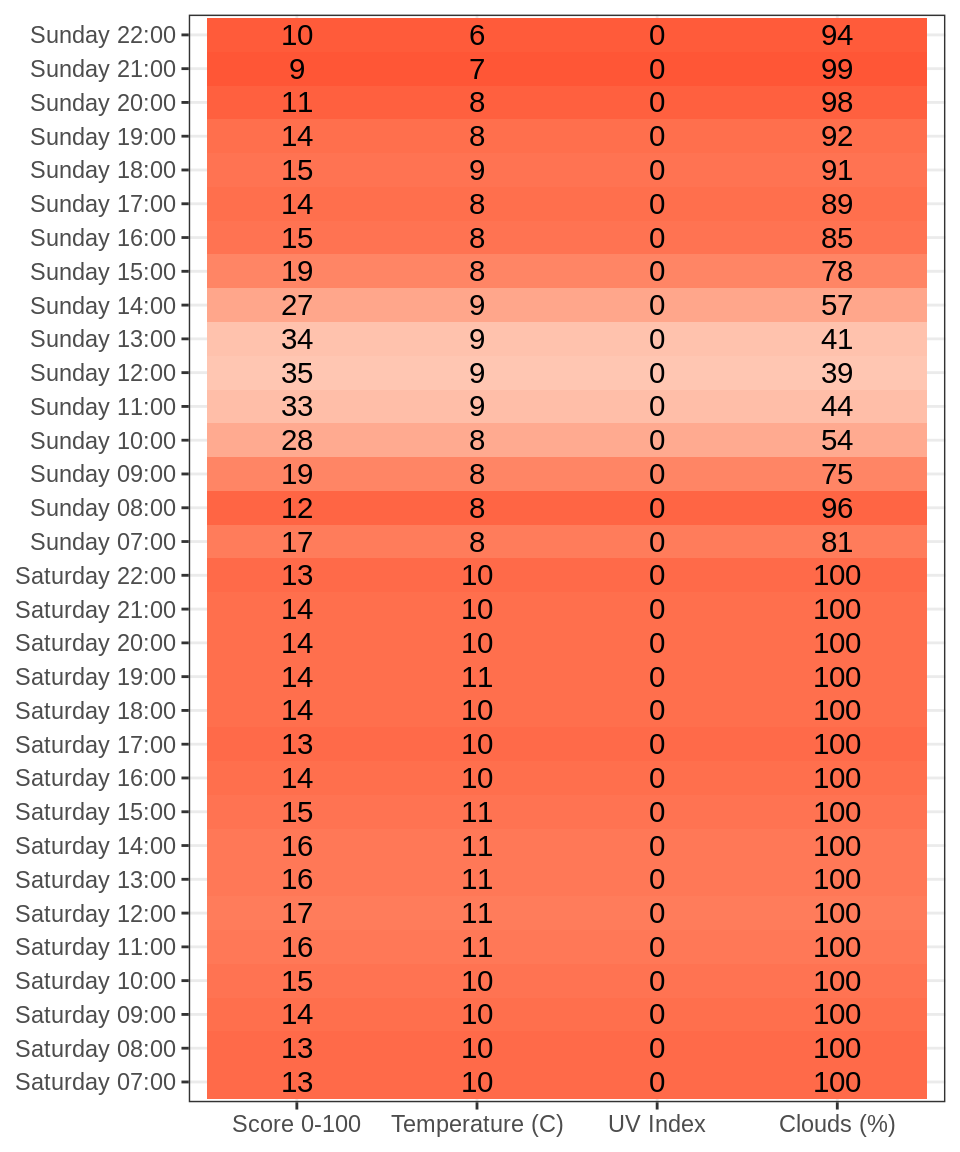 Sunday 22:00 10 6 0 94
Sunday 21:00 9 7 0 99
Sunday 20:00 11 8 0 98
Sunday 19:00 14 8 0 92
Sunday 18:00 15 9 0 91
Sunday 17:00 14 8 0 89
Sunday 16:00 15 8 0 85
Sunday 15:00 19 8 0 78
Sunday 14:00 27 9 0 57
Sunday 13:00 34 9 0 41
Sunday 12:00 35 9 0 39
Sunday 11:00 33 9 0 44
Sunday 10:00 28 8 0 54
Sunday 09:00 19 8 0 75
Sunday 08:00 12 8 0 96
Sunday 07:00 17 8 0 81
Saturday 22:00 13 10 0 100
Saturday 21:00 14 10 0 100
Saturday 20:00 14 10 0 100
Saturday 19:00 14 11 0 100
Saturday 18:00 14 10 0 100
Saturday 17:00 13 10 0 100
Saturday 16:00 14 10 0 100
Saturday 15:00 15 11 0 100
Saturday 14:00 16 11 0 100
Saturday 13:00 16 11 0 100
Saturday 12:00 17 11 0 100
Saturday 11:00 16 11 0 100
Saturday 10:00 15 10 0 100
Saturday 09:00 14 10 0 100
Saturday 08:00 13 10 0 100
Saturday 07:00 13 10 0 100
Score 0-100 Temperature (C) UV Index Clouds (%)